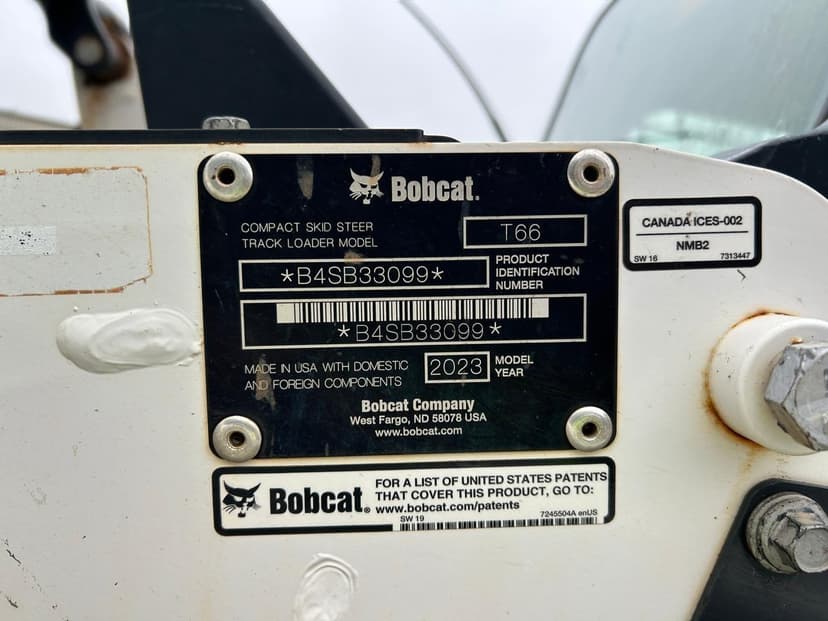 Bobcat.
COMPACT SKID STEER
TRACK LOADER MODEL
T66
*B4SB33099*
PRODUCT
IDENTIFICATION
NUMBER
*B4SB33099*
MADE IN USA WITH DOMESTIC
AND FOREIGN COMPONENTS
2023
MODEL
YEAR
Bobcat Company
West Fargo, ND 58078 USA
www.bobcat.com
CANADA ICES-002
NMB2
SW 16 7313447
Bobcat®
FOR A LIST OF UNITED STATES PATENTS
THAT COVER THIS PRODUCT, GO TO:
www.bobcat.com/patents
SW 19 7245504A enUS